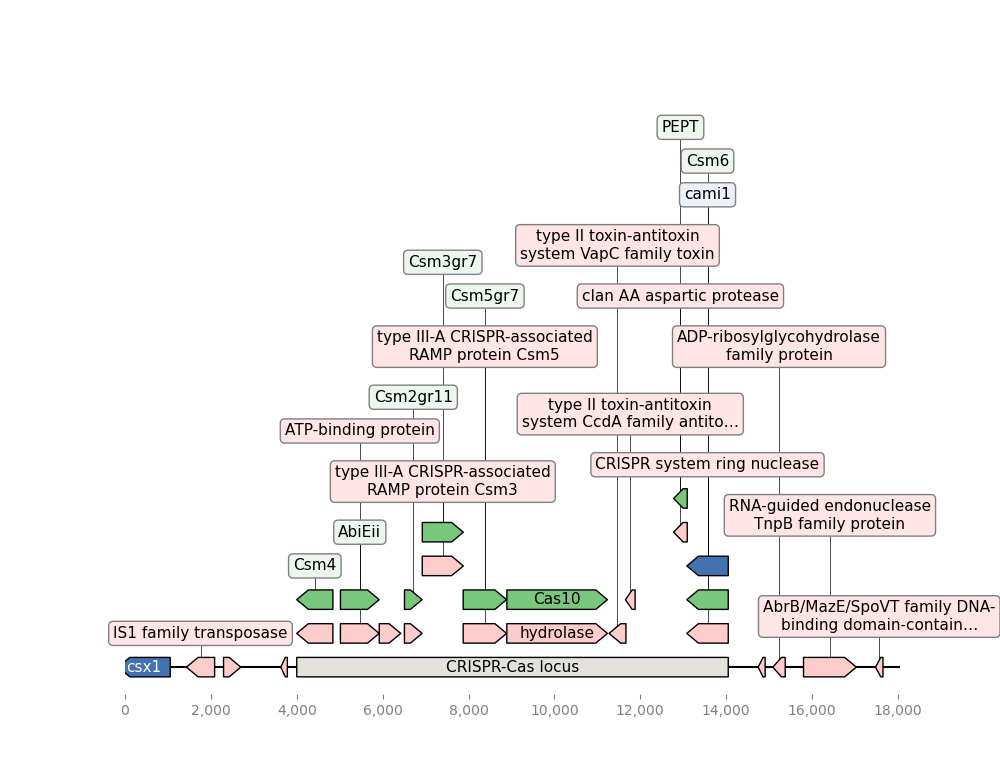 PEPT
Csm6
cami1
type II toxin-antitoxin
system VapC family toxin
Csm3gr7
Csm5gr7
clan AA aspartic protease
type III-A CRISPR-associated
RAMP protein Csm5
ADP-ribosylglycohydrolase
family protein
Csm2gr11
type II toxin-antitoxin
system CcdA family antito...
ATP-binding protein
CRISPR system ring nuclease
type III-A CRISPR-associated
RAMP protein Csm3
RNA-guided endonuclease
TnpB family protein
AbiEii
Csm4
Cas10
AbrB/MazE/SpoVT family DNA-
binding domain-contain...
IS1 family transposase
hydrolase
csx1
CRISPR-Cas locus
0 2,000 4,000 6,000 8,000 10,000 12,000 14,000 16,000 18,000